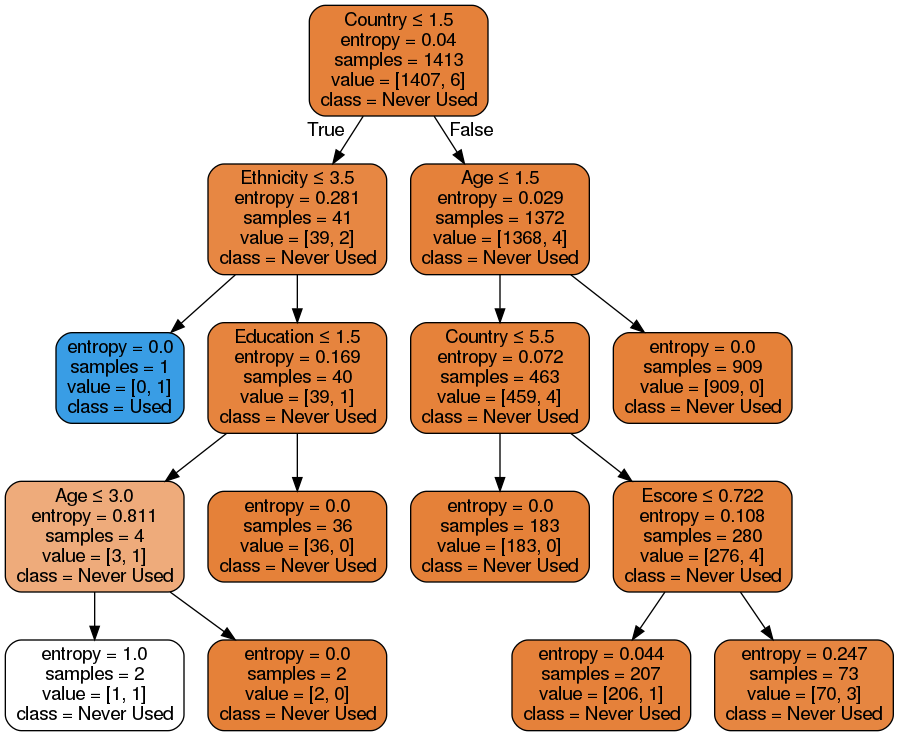 Country ≤ 1.5
entropy = 0.04
samples = 1413
value = [1407, 6]
class = Never Used
True
False
Ethnicity ≤ 3.5
entropy = 0.281
samples = 41
value = [39, 2]
class = Never Used
Age ≤ 1.5
entropy = 0.029
samples = 1372
value = [1368, 4]
class = Never Used
entropy = 0.0
samples = 1
value = [0, 1]
class = Used
Education ≤ 1.5
entropy = 0.169
samples = 40
value = [39, 1]
class = Never Used
Country ≤ 5.5
entropy = 0.072
samples = 463
value = [459, 4]
class = Never Used
entropy = 0.0
samples = 909
value = [909, 0]
class = Never Used
Age ≤ 3.0
entropy = 0.811
samples = 4
value = [3, 1]
class = Never Used
entropy = 0.0
samples = 36
value = [36, 0]
class = Never Used
entropy = 0.0
samples = 183
value = [183, 0]
class = Never Used
Escore ≤ 0.722
entropy = 0.108
samples = 280
value = [276, 4]
class = Never Used
entropy = 1.0
samples = 2
value = [1, 1]
class = Never Used
entropy = 0.0
samples = 2
value = [2, 0]
class = Never Used
entropy = 0.044
samples = 207
value = [206, 1]
class = Never Used
entropy = 0.247
samples = 73
value = [70, 3]
class = Never Used